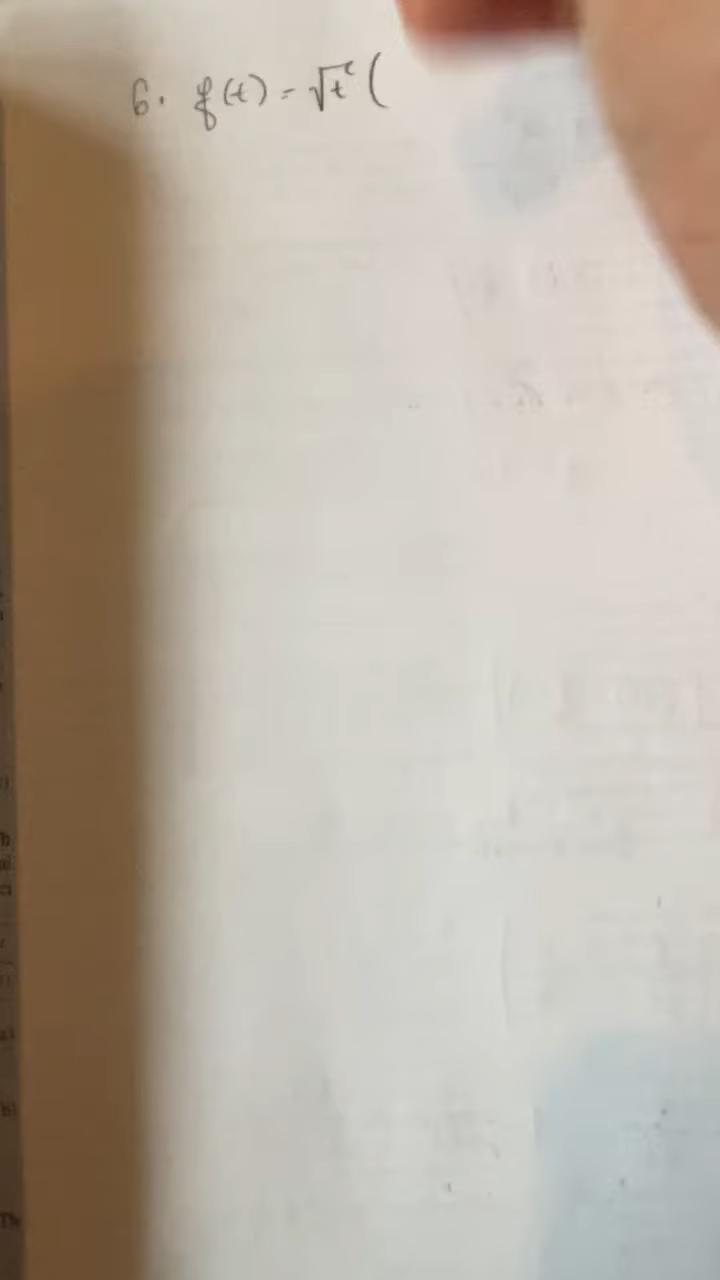 6. f(t) = √t (